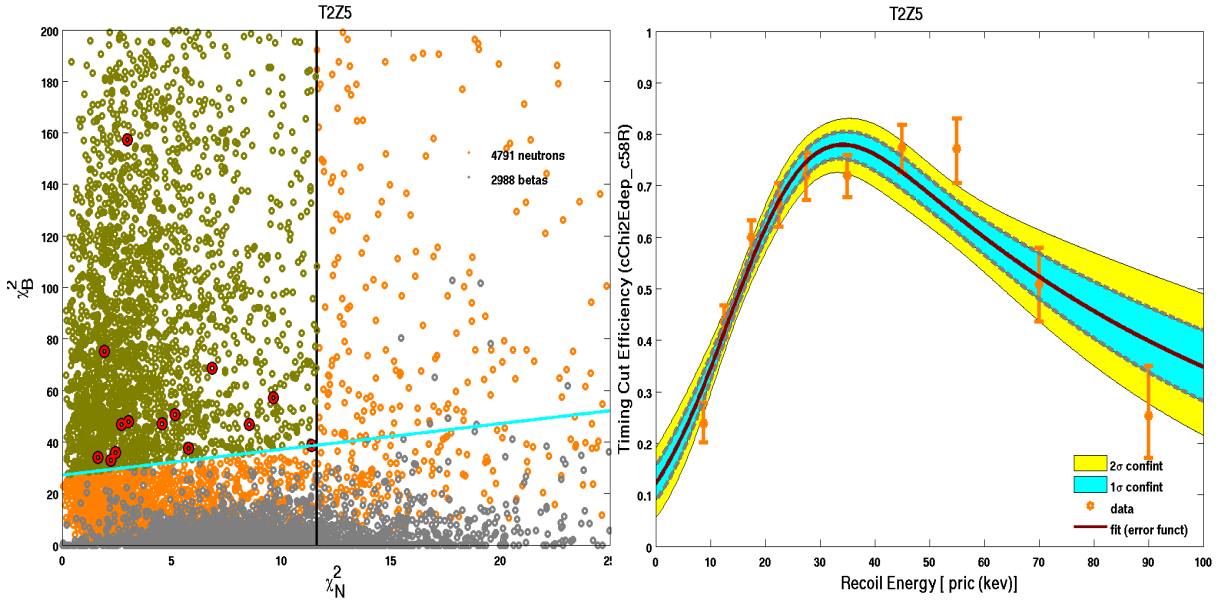 T2Z5
200
180
160
140
120
100
80
60
40
20
0
χ²B
4791 neutrons
2988 betas
0 5 10 15 20 25
χ²N
T2Z5
1
0.9
0.8
0.7
0.6
0.5
0.4
0.3
0.2
0.1
0
Timing Cut Efficiency (cChi2Edep_c58R)
2σ confint
1σ confint
data
fit (error funct)
0 10 20 30 40 50 60 70 80 90 100
Recoil Energy [ pric (kev)]